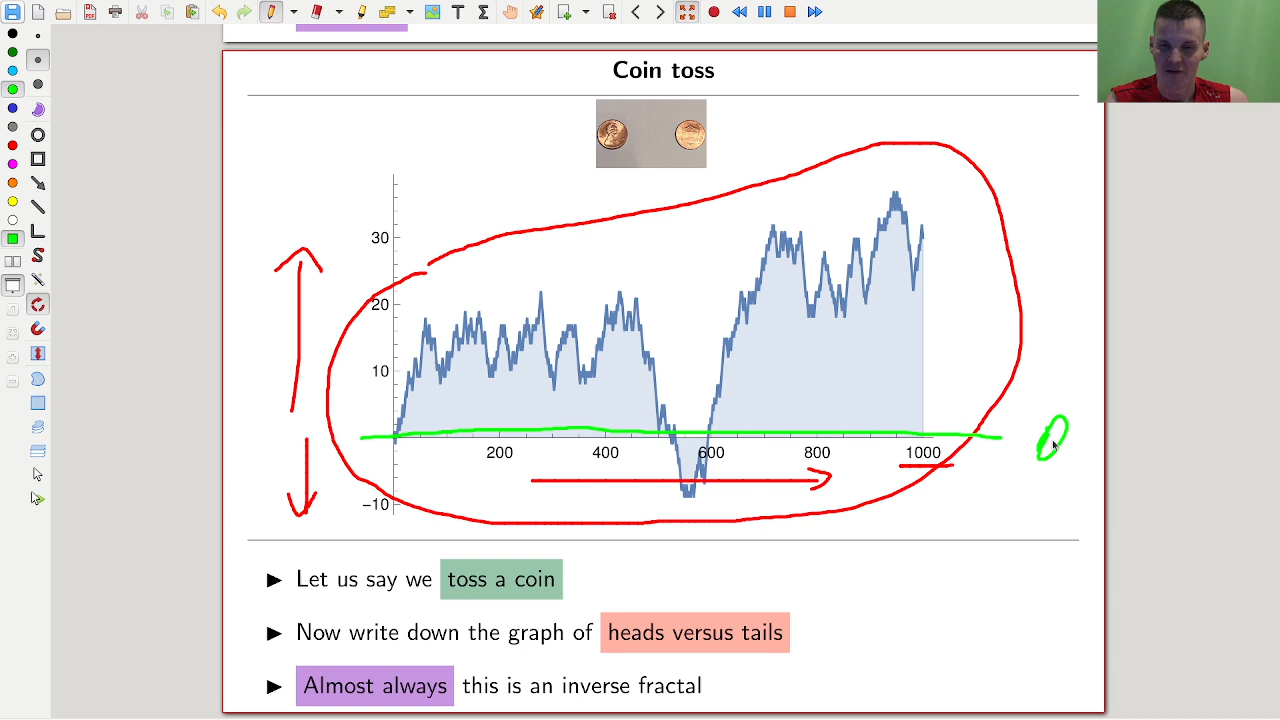 Coin toss
30
20
10
-10
200 400 600 800 1000
0
▶ Let us say we toss a coin
▶ Now write down the graph of heads versus tails
▶ Almost always this is an inverse fractal